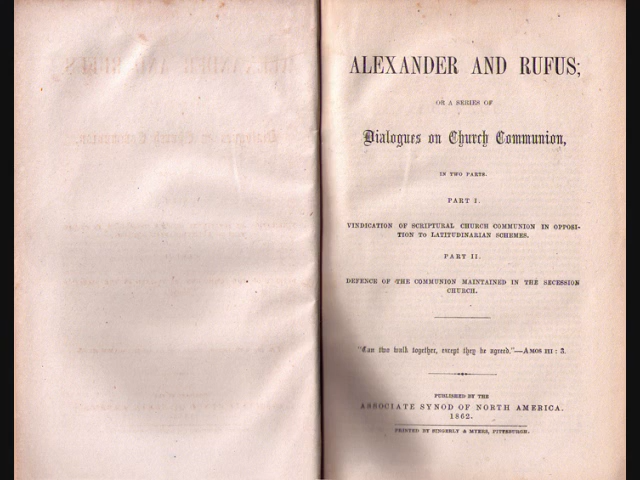 ALEXANDER AND RUFUS;
OR A SERIES OF
Dialogues on Church Communion,
IN TWO PARTS.
PART I.
VINDICATION OF SCRIPTURAL CHURCH COMMUNION IN OPPOSI-
TION TO LATITUDINARIAN SCHEMES.
PART II.
DEFENCE OF THE COMMUNION MAINTAINED IN THE SECESSION
CHURCH.
"Can two walk together, except they be agreed."—AMOS III : 3.
PUBLISHED BY THE
ASSOCIATE SYNOD OF NORTH AMERICA.
1862.
PRINTED BY SINGERLY & MYERS, PITTSBURGH.